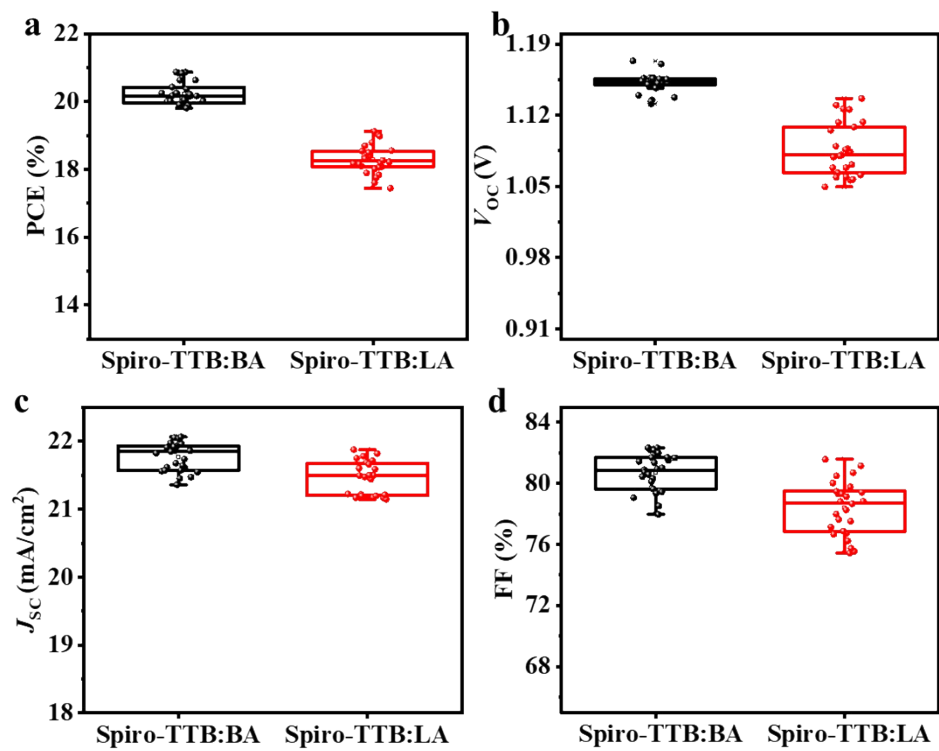 a
22
20
18
16
14
PCE (%)
Spiro-TTB:BA Spiro-TTB:LA
b
1.19
1.12
1.05
0.98
0.91
VOC (V)
Spiro-TTB:BA Spiro-TTB:LA
c
22
21
20
19
18
JSC (mA/cm²)
Spiro-TTB:BA Spiro-TTB:LA
d
84
80
76
72
68
FF (%)
Spiro-TTB:BA Spiro-TTB:LA